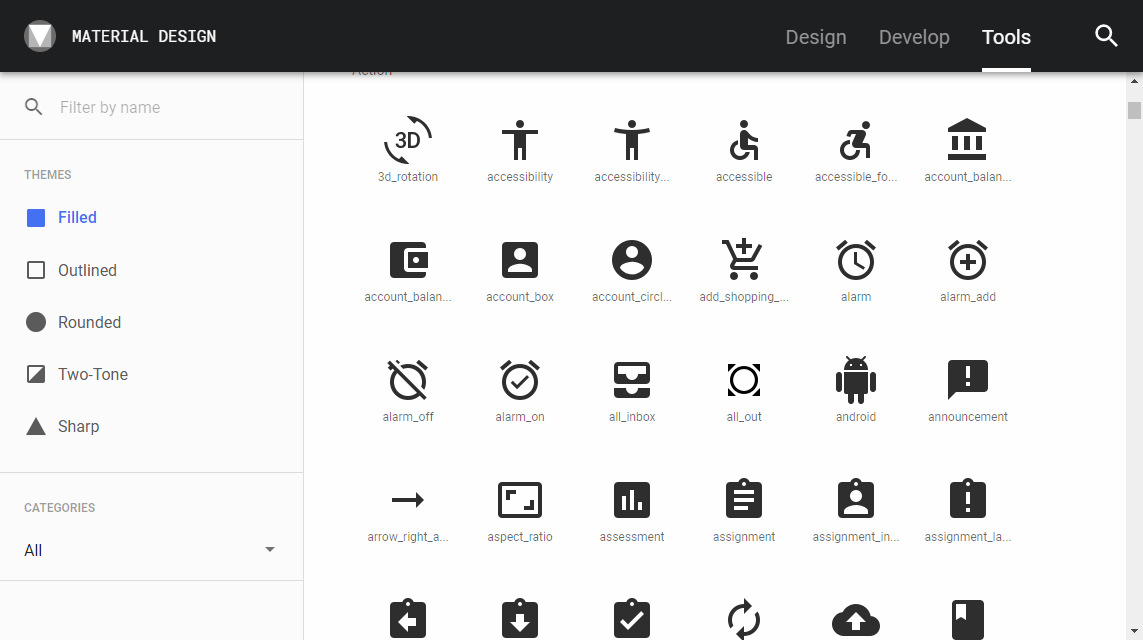 MATERIAL DESIGN
Design Develop Tools
Filter by name
THEMES
Filled
Outlined
Rounded
Two-Tone
Sharp
CATEGORIES
All
Action
3D
3d_rotation accessibility accessibility... accessible accessible_fo... account_balan...
account_balan... account_box account_circl... add_shopping_... alarm alarm_add
alarm_off alarm_on all_inbox all_out android announcement
arrow_right_a... aspect_ratio assessment assignment assignment_in... assignment_la...